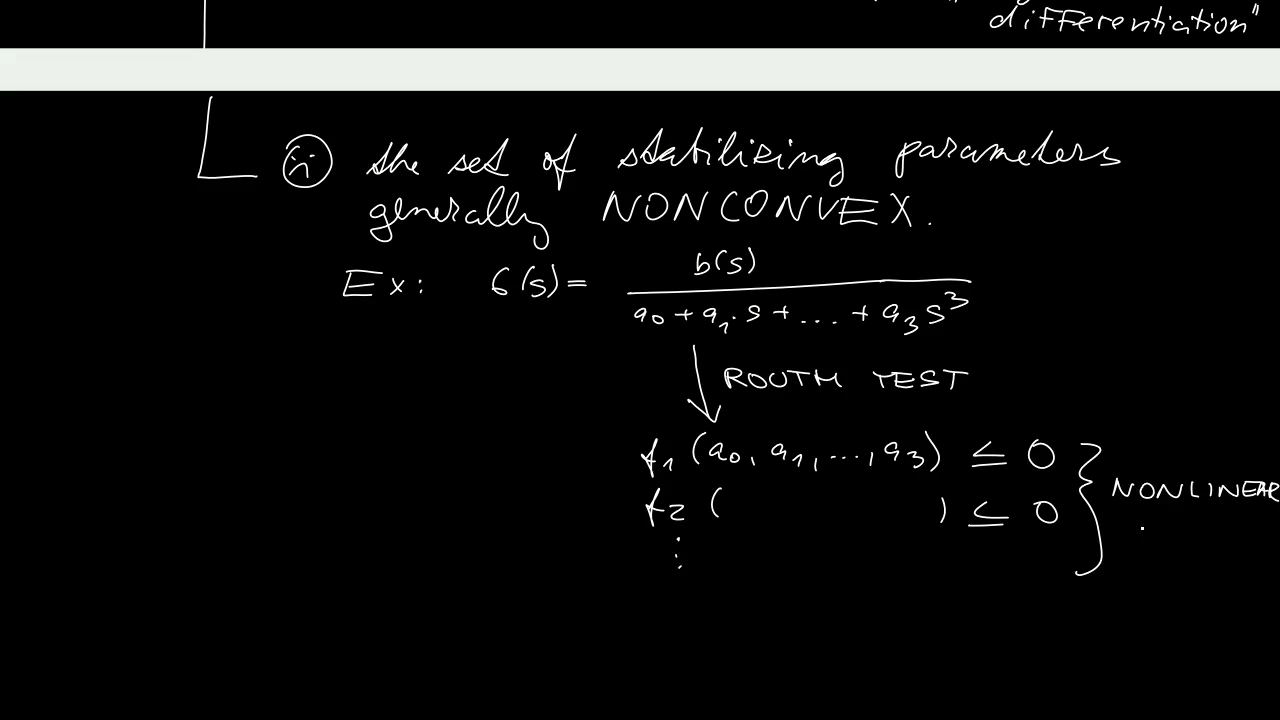 differentiation"
ii the set of stabilizing parameters
generally NONCONVEX.
Ex: G(s) = b(s)
a0 + a1.s + ... + a3 s^3
ROUTH TEST
f1 (a0, a1, ..., a3) ≤ 0
NONLINEAR
f2 ( ) ≤ 0
⋮